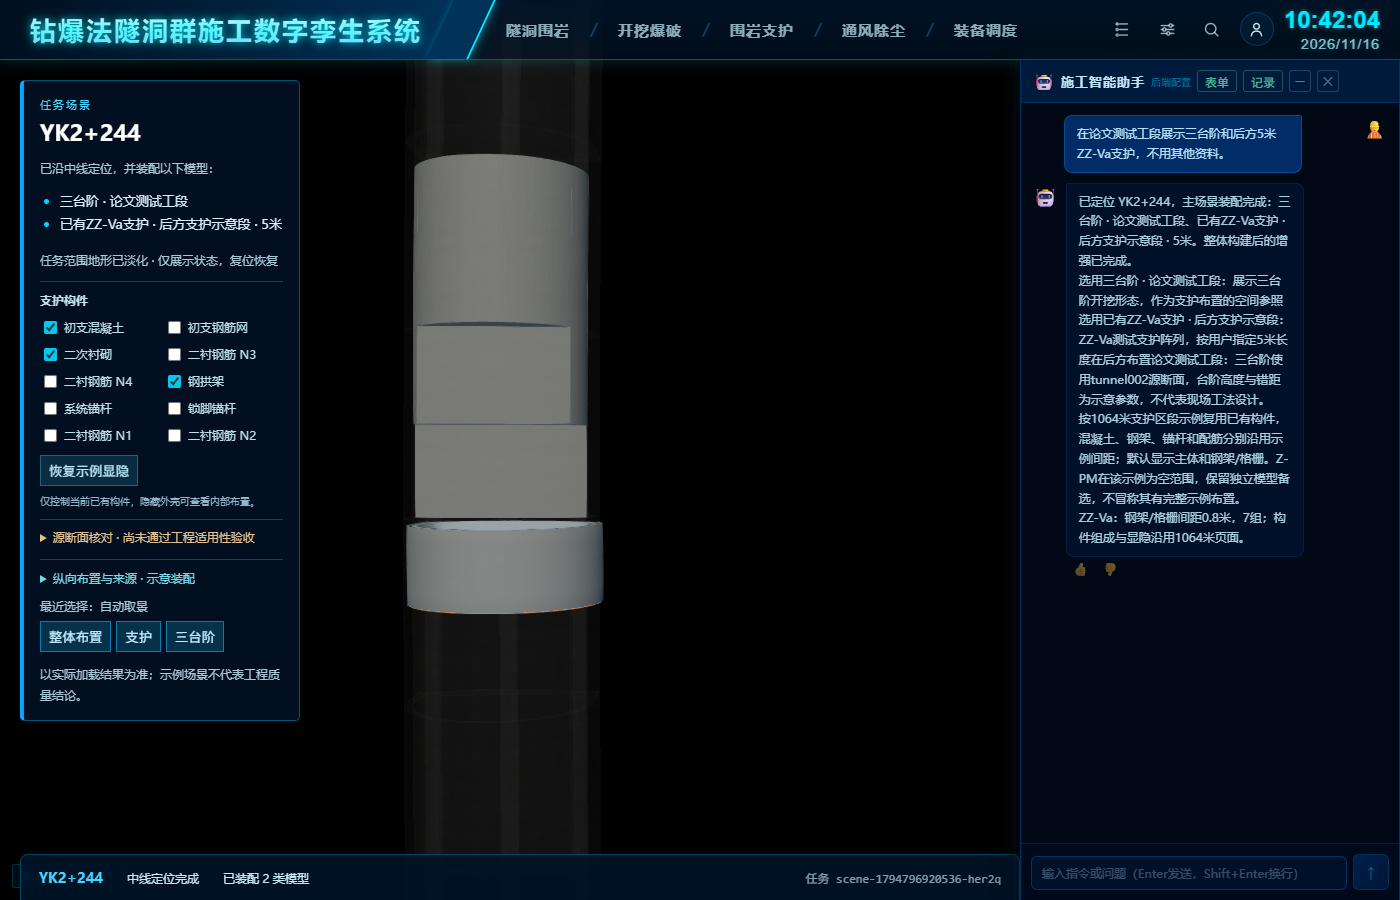 钻爆法隧洞群施工数字孪生系统
隧洞围岩 / 开挖爆破 / 围岩支护 / 通风除尘 / 装备调度
10:42:04
2026/11/16
任务场景
YK2+244
已沿中线定位，并装配以下模型：
三台阶 · 论文测试工段
已有ZZ-Va支护 · 后方支护示意段 · 5米
任务范围地形已淡化 · 仅展示状态，复位恢复
支护构件
初支混凝土
初支钢筋网
二次衬砌
二衬钢筋 N3
二衬钢筋 N4
钢拱架
系统锚杆
锁脚锚杆
二衬钢筋 N1
二衬钢筋 N2
恢复示例显隐
仅控制当前已有构件，隐藏外壳可查看内部布置。
源断面核对 · 尚未通过工程适用性验收
纵向布置与来源 · 示意装配
最近选择：自动取景
整体布置 支护 三台阶
以实际加载结果为准；示例场景不代表工程质
量结论。
施工智能助手 后端配置 表单 记录
在论文测试工段展示三台阶和后方5米
ZZ-Va支护，不用其他资料。
已定位 YK2+244，主场景装配完成：三
台阶 · 论文测试工段、已有ZZ-Va支护 ·
后方支护示意段 · 5米。整体构建后的增
强已完成。
选用三台阶 · 论文测试工段：展示三台
阶开挖形态，作为支护布置的空间参照
选用已有ZZ-Va支护 · 后方支护示意段：
ZZ-Va测试支护阵列，按用户指定5米长
度在后方布置论文测试工段：三台阶使
用tunnel002源断面，台阶高度与错距
为示意参数，不代表现场工法设计。
按1064米支护区段示例复用已有构件，
混凝土、钢架、锚杆和配筋分别沿用示
例间距；默认显示主体和钢架/格栅。Z-
PM在该示例为空范围，保留独立模型备
选，不冒称其有完整示例布置。
ZZ-Va：钢架/格栅间距0.8米，7组；构
件组成与显隐沿用1064米页面。
输入指令或问题（Enter发送，Shift+Enter换行）
YK2+244 中线定位完成 已装配 2 类模型
任务 scene-1794796920536-her2q